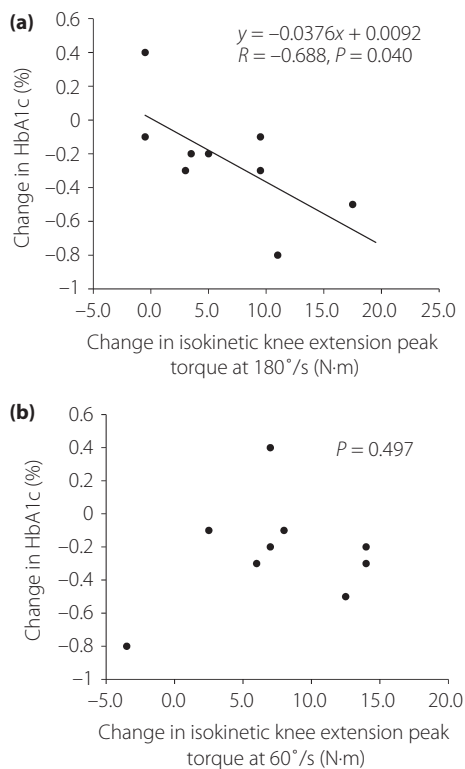 (a)
y = −0.0376x + 0.0092
R = −0.688, P = 0.040
Change in HbA1c (%)
0.6
0.4
0.2
0
−0.2
−0.4
−0.6
−0.8
−1
−5.0 0.0 5.0 10.0 15.0 20.0 25.0
Change in isokinetic knee extension peak
torque at 180˚/s (N·m)
(b)
P = 0.497
Change in HbA1c (%)
0.6
0.4
0.2
0
−0.2
−0.4
−0.6
−0.8
−1
−5.0 0.0 5.0 10.0 15.0 20.0
Change in isokinetic knee extension peak
torque at 60˚/s (N·m)